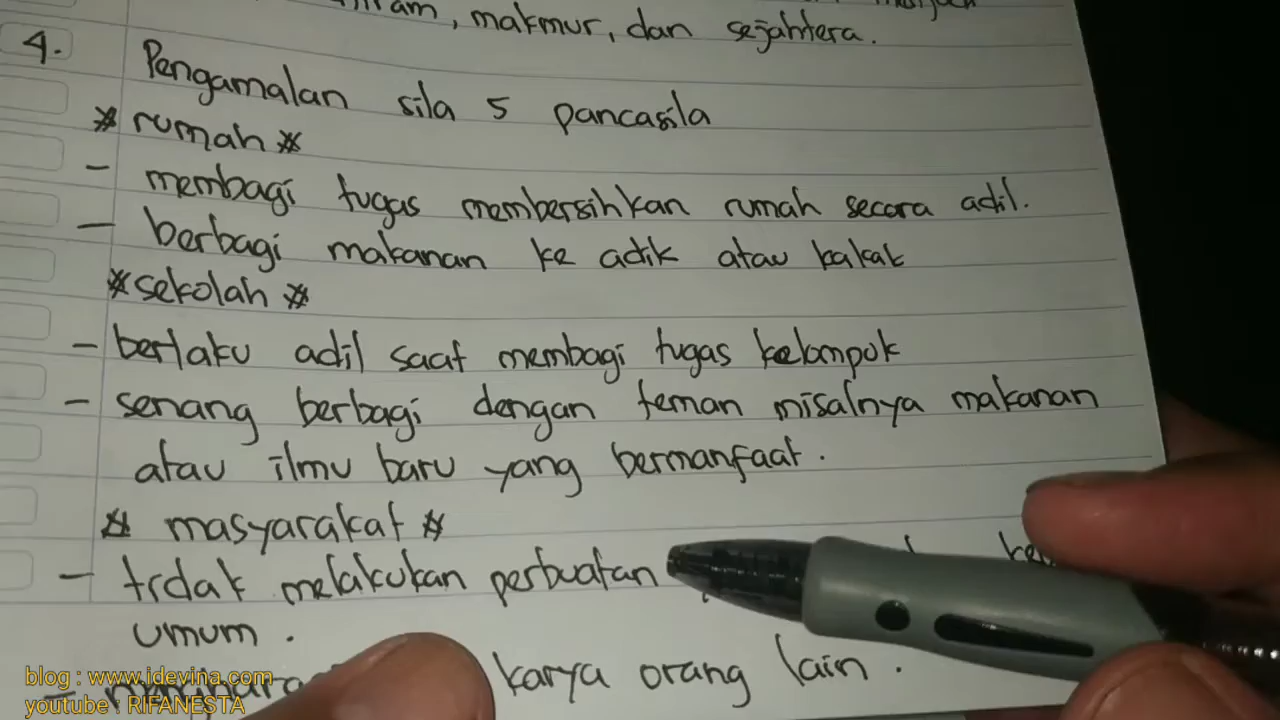 , makmur, dan sejahtera.
4. Pengamalan sila 5 pancasila
* rumah *
- membagi tugas membersihkan rumah secara adil.
- berbagi makanan ke adik atau kakak
* sekolah *
- berlaku adil saat membagi tugas kelompok
- senang berbagi dengan teman misalnya makanan
atau ilmu baru yang bermanfaat.
* masyarakat *
- tidak melakukan perbuatan
umum.
- karya orang lain.
blog : www.idevina.com
youtube : RIFANESTA